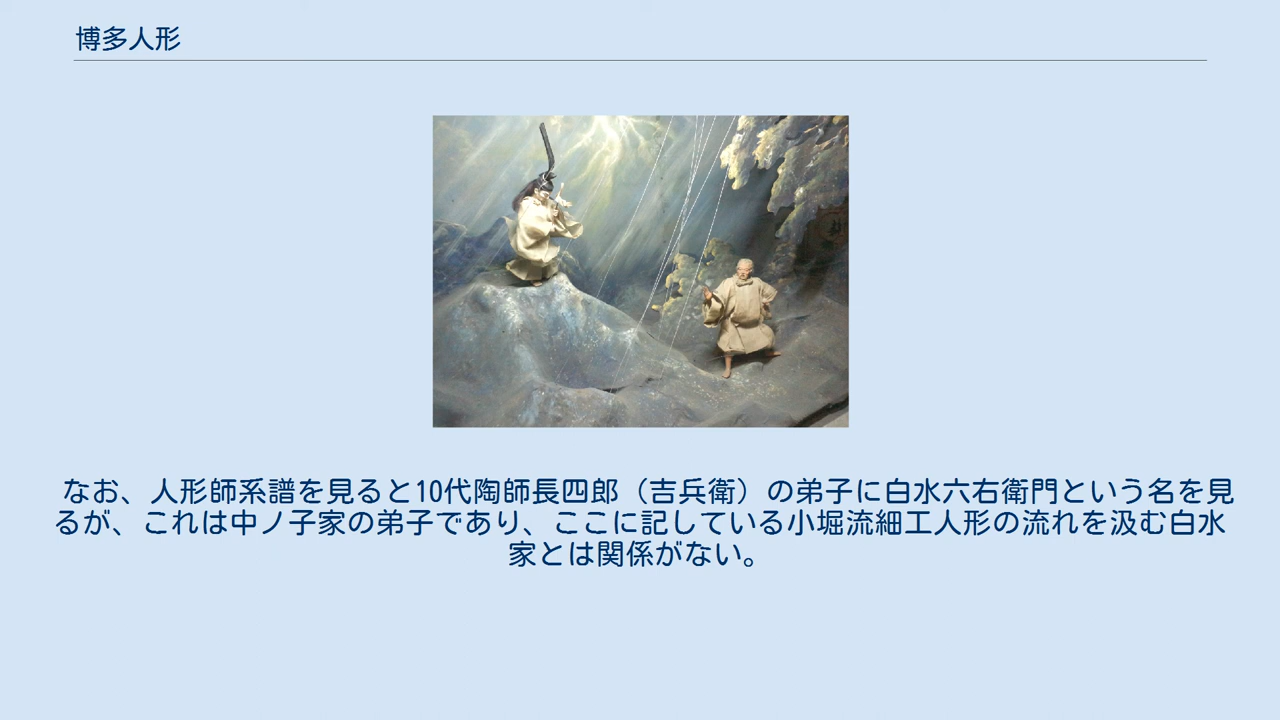 博多人形
なお、人形師系譜を見ると10代陶師長四郎（吉兵衛）の弟子に白水六右衛門という名を見
るが、これは中ノ子家の弟子であり、ここに記している小堀流細工人形の流れを汲む白水
家とは関係がない。